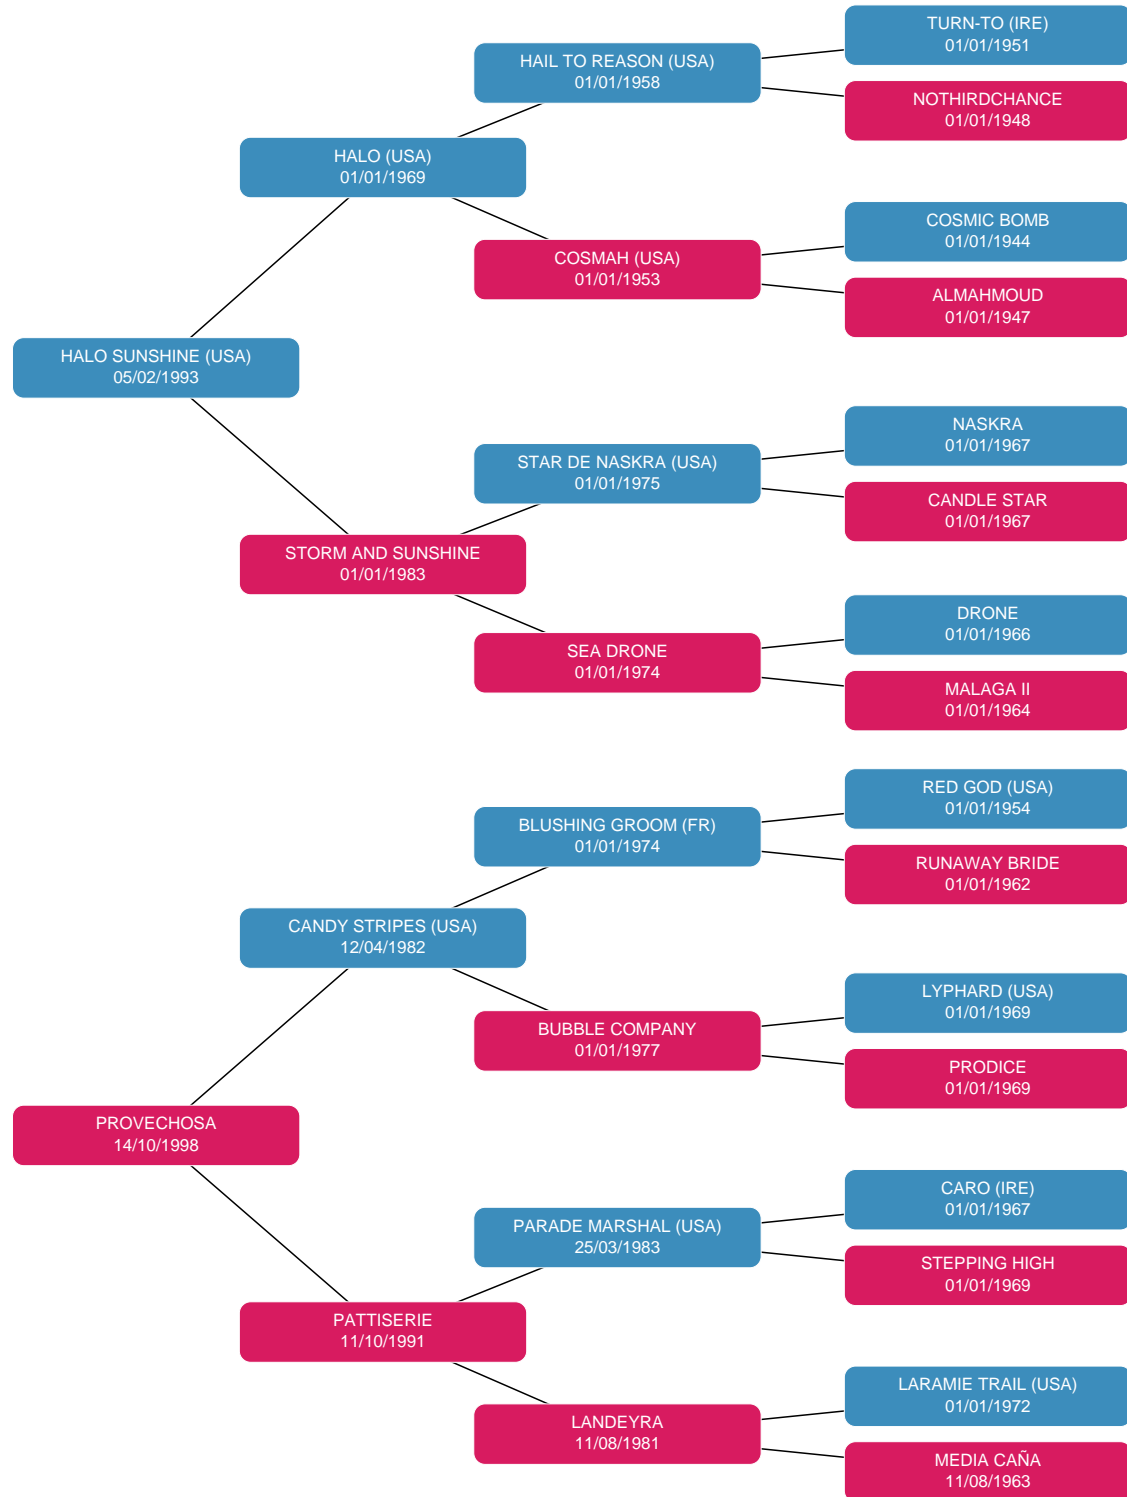 TURN-TO (IRE)
01/01/1951
HAIL TO REASON (USA)
01/01/1958
NOTHIRDCHANCE
01/01/1948
HALO (USA)
01/01/1969
COSMIC BOMB
01/01/1944
COSMAH (USA)
01/01/1953
ALMAHMOUD
01/01/1947
HALO SUNSHINE (USA)
05/02/1993
NASKRA
01/01/1967
STAR DE NASKRA (USA)
01/01/1975
CANDLE STAR
01/01/1967
STORM AND SUNSHINE
01/01/1983
DRONE
01/01/1966
SEA DRONE
01/01/1974
MALAGA II
01/01/1964
RED GOD (USA)
01/01/1954
BLUSHING GROOM (FR)
01/01/1974
RUNAWAY BRIDE
01/01/1962
CANDY STRIPES (USA)
12/04/1982
LYPHARD (USA)
01/01/1969
BUBBLE COMPANY
01/01/1977
PRODICE
01/01/1969
PROVECHOSA
14/10/1998
CARO (IRE)
01/01/1967
PARADE MARSHAL (USA)
25/03/1983
STEPPING HIGH
01/01/1969
PATTISERIE
11/10/1991
LARAMIE TRAIL (USA)
01/01/1972
LANDEYRA
11/08/1981
MEDIA CAÑA
11/08/1963